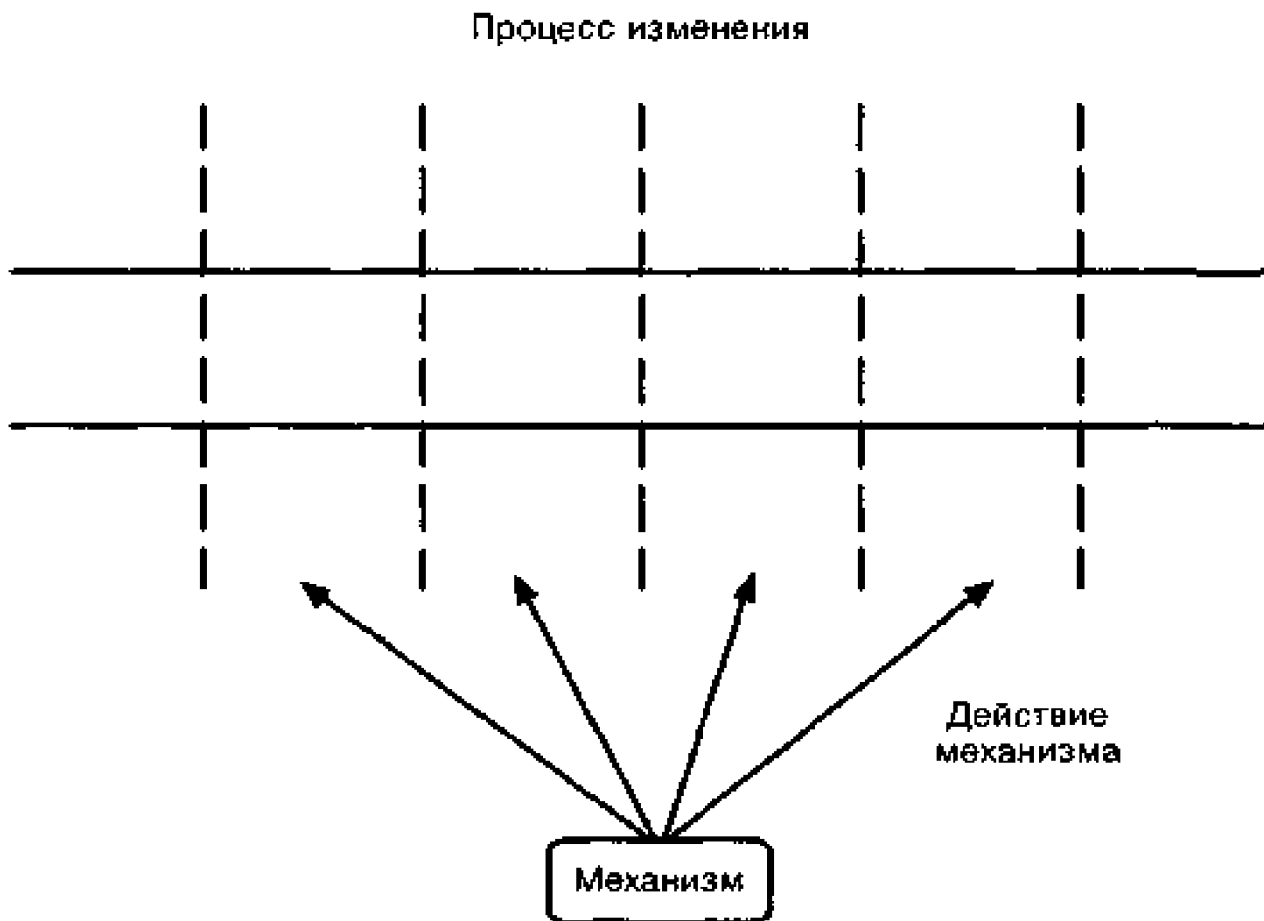 Процесс изменения
Действие
механизма
Механизм